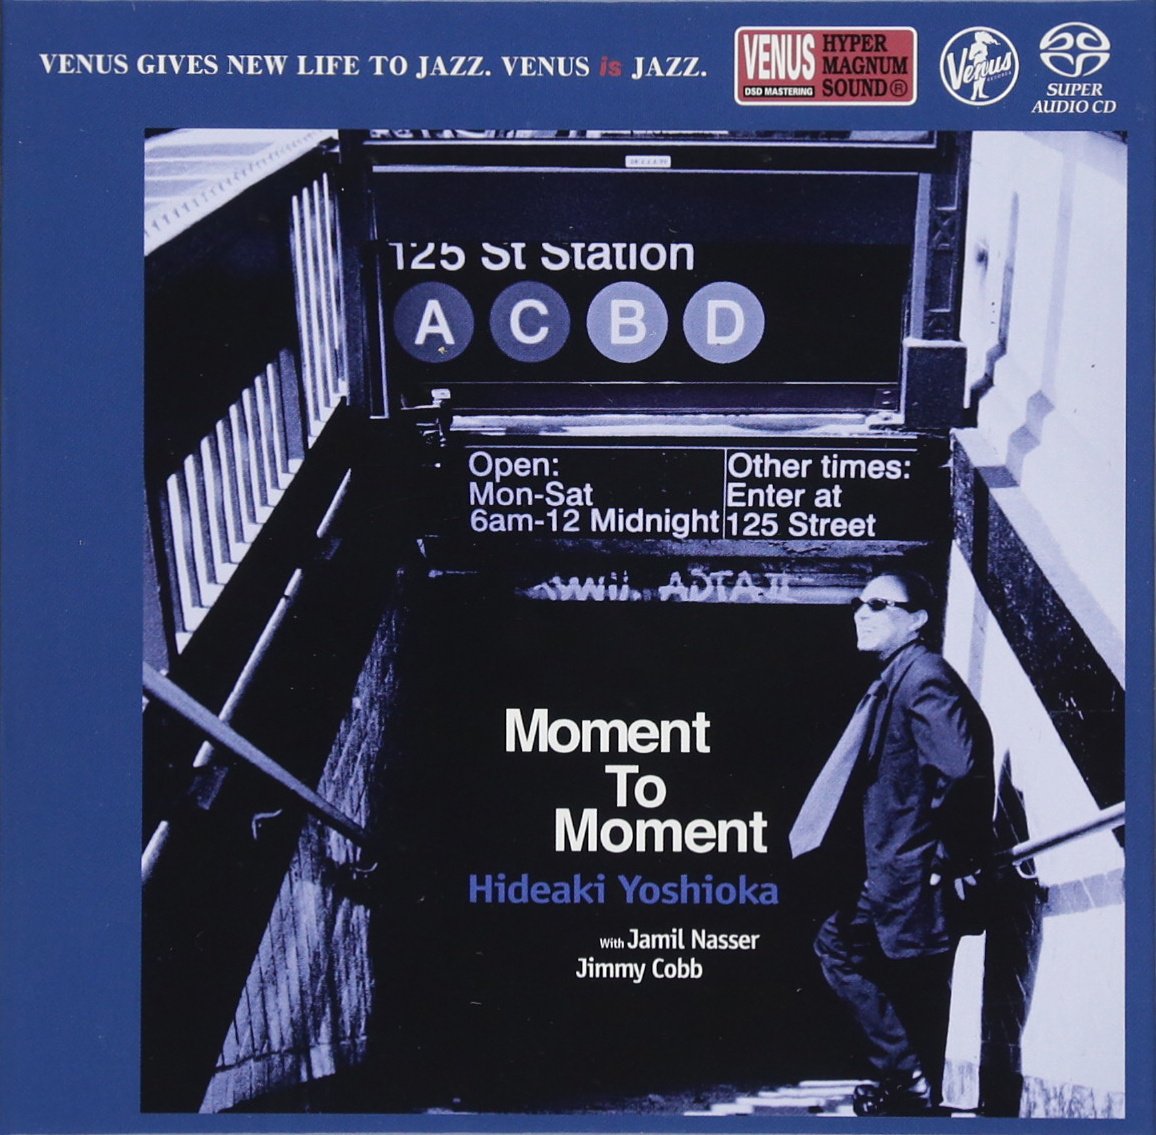 VENUS GIVES NEW LIFE TO JAZZ. VENUS is JAZZ.
VENUS
DSD MASTERING
HYPER
MAGNUM
SOUND®
Venus
RECORDS
SUPER
AUDIO CD
125 St Station
A C B D
Open:
Mon-Sat
6am-12 Midnight
Other times:
Enter at
125 Street
Moment
To
Moment
Hideaki Yoshioka
With Jamil Nasser
Jimmy Cobb